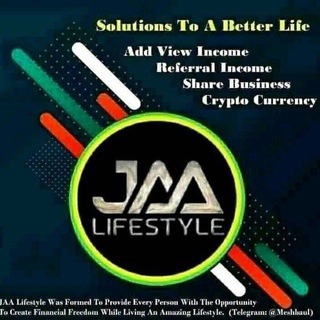 Solutions To A Better Life
Add View Income
Referral Income
Share Business
Crypto Currency
JAA
LIFESTYLE
JAA Lifestyle Was Formed To Provide Every Person With The Opportunity
To Create Financial Freedom While Living An Amazing Lifestyle. (Telegram: @Meshbaul)